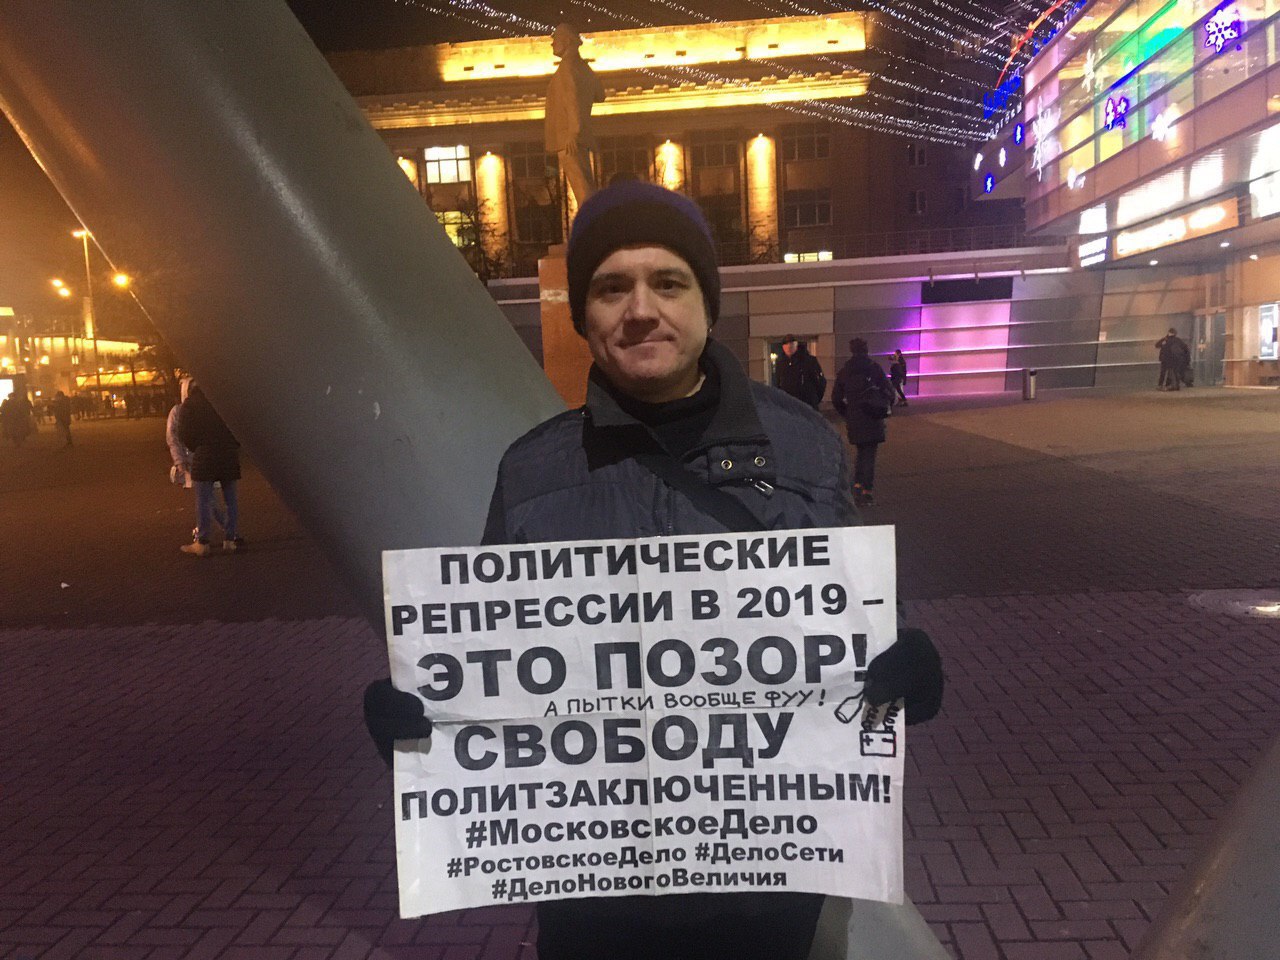 ПОЛИТИЧЕСКИЕ
РЕПРЕССИИ В 2019 –
ЭТО ПОЗОР!
А ПЫТКИ ВООБЩЕ ФУУ!
СВОБОДУ
ПОЛИТЗАКЛЮЧЕННЫМ!
#МосковскоеДело
#РостовскоеДело #ДелоСети
#ДелоНовогоВеличия